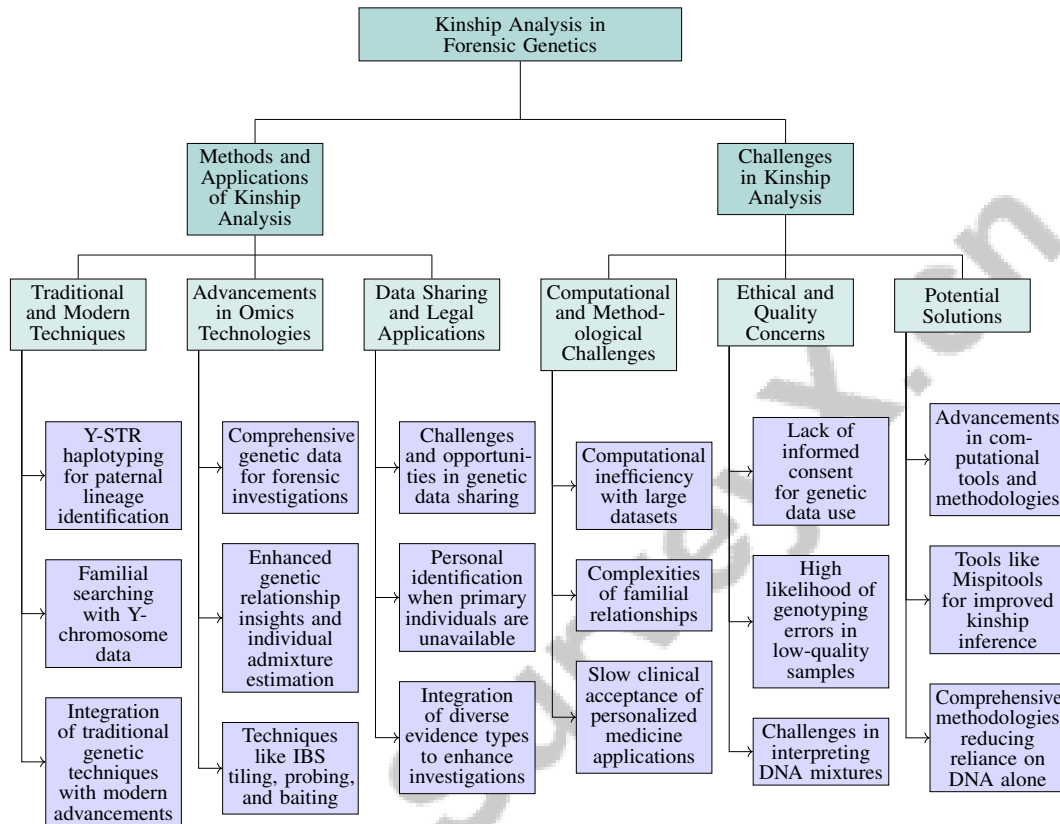 Kinship Analysis in
Forensic Genetics
Methods and
Applications
of Kinship
Analysis
Challenges
in Kinship
Analysis
Traditional
and Modern
Techniques
Advancements
in Omics
Technologies
Data Sharing
and Legal
Applications
Computational
and Method-
ological
Challenges
Ethical and
Quality
Concerns
Potential
Solutions
Y-STR
haplotyping
for paternal
lineage
identification
Familial
searching
with Y-
chromosome
data
Integration
of traditional
genetic
techniques
with modern
advancements
Comprehensive
genetic data
for forensic
investigations
Enhanced
genetic
relationship
insights and
individual
admixture
estimation
Techniques
like IBS
tiling, probing,
and baiting
Challenges
and opportuni-
ties in genetic
data sharing
Personal
identification
when primary
individuals are
unavailable
Integration
of diverse
evidence types
to enhance
investigations
Computational
inefficiency
with large
datasets
Complexities
of familial
relationships
Slow clinical
acceptance of
personalized
medicine
applications
Lack of
informed
consent
for genetic
data use
High
likelihood of
genotyping
errors in
low-quality
samples
Challenges in
interpreting
DNA mixtures
Advancements
in com-
putational
tools and
methodologies
Tools like
Mispitools
for improved
kinship
inference
Comprehensive
methodologies
reducing
reliance on
DNA alone